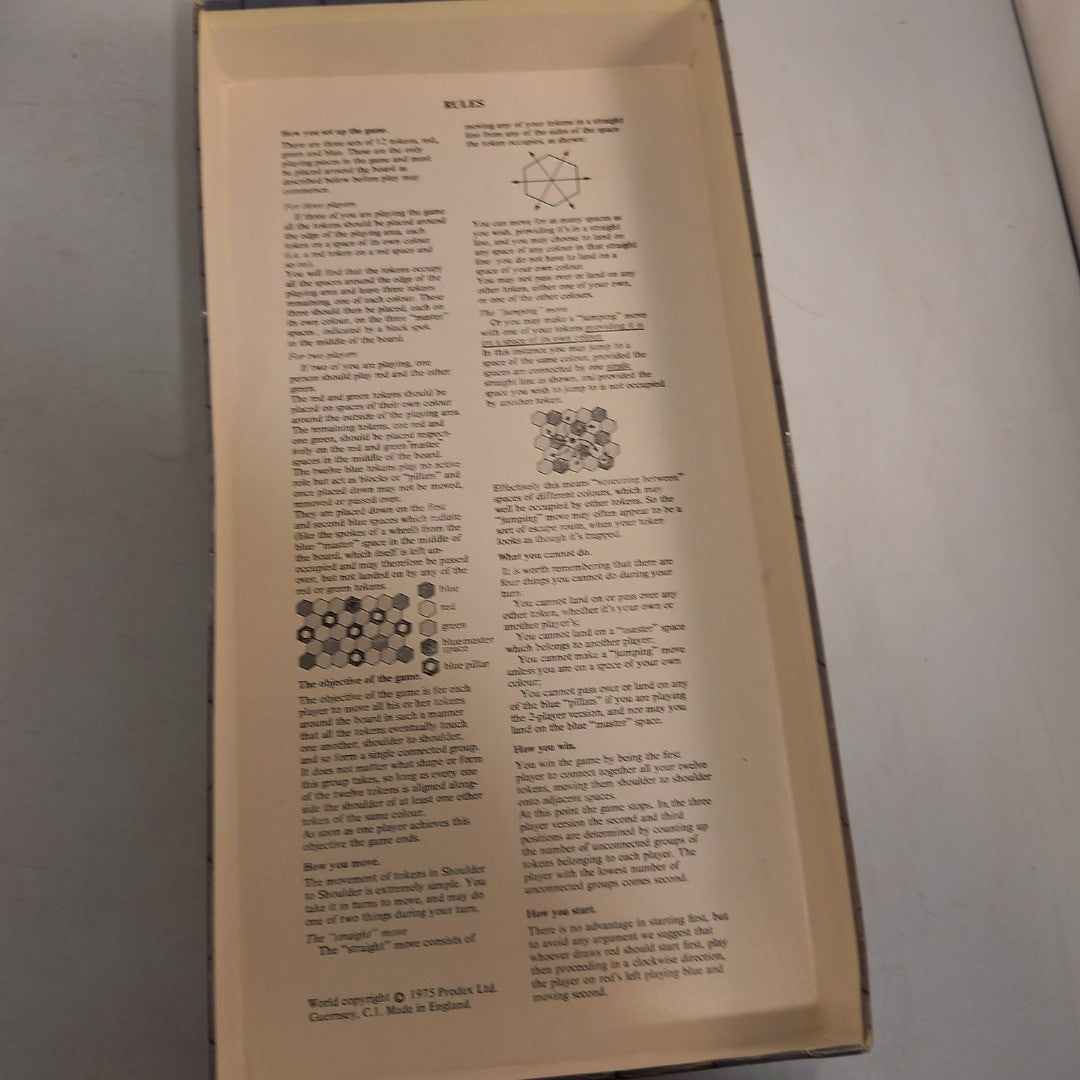 RULES
How you set up the game.
There are three sets of 12 tokens, red,
green and blue. These are the only
playing pieces in the game and must
be placed around the board as
described below before play may
commence.
For three players
If three of you are playing the game
all the tokens should be placed around
the edge of the playing area, each
token on a space of its own colour
(i.e. a red token on a red space and
so on).
You will find that the tokens occupy
all the spaces around the edge of the
playing area and leave three tokens
remaining, one of each colour. These
three should then be placed, each on
its own colour, on the three "master"
spaces, indicated by a black spot,
in the middle of the board.
For two players
If two of you are playing, one
person should play red and the other
green.
The red and green tokens should be
placed on spaces of their own colour
around the outside of the playing area.
The remaining tokens, one red and
one green, should be placed respect-
ively on the red and green "master"
spaces in the middle of the board.
The twelve blue tokens play no active
role but act as blocks or "pillars" and
once placed down may not be moved,
removed or passed over.
They are placed down on the first
and second blue spaces which radiate
(like the spokes of a wheel) from the
blue "master" space in the middle of
the board, which itself is left un-
occupied and may therefore be passed
over, but not landed on by any of the
red or green tokens.
blue
red
green
blue master
space
blue pillar
The objective of the game.
The objective of the game is for each
player to move all his or her tokens
around the board in such a manner
that all the tokens eventually touch
one another, shoulder to shoulder,
and so form a single connected group.
It does not matter what shape or form
this group takes, so long as every one
of the twelve tokens is aligned along-
side the shoulder of at least one other
token of the same colour.
As soon as one player achieves this
objective the game ends.
How you move.
The movement of tokens in Shoulder
to Shoulder is extremely simple. You
take it in turns to move, and may do
one of two things during your turn.
The "straight" move
The "straight" move consists of
moving any of your tokens in a straight
line from any of the sides of the space
the token occupies, as shown:
You can move for as many spaces as
you wish, providing it's in a straight
line, and you may choose to land on
any space of any colour in that straight
line; you do not have to land on a
space of your own colour.
You may not pass over or land on any
other token, either one of your own,
or one of the other colours.
The "jumping" move
Or you may make a "jumping" move
with one of your tokens providing it is
on a space of its own colour.
In this instance you may jump to a
space of the same colour, provided the
spaces are connected by one single
straight line as shown, and provided the
space you wish to jump to is not occupied
by another token.
Effectively this means "squeezing between"
spaces of different colours, which may
well be occupied by other tokens. So the
"jumping" move may often appear to be a
sort of escape route, when your token
looks as though it's trapped.
What you cannot do.
It is worth remembering that there are
four things you cannot do during your
turn:
You cannot land on or pass over any
other token, whether it's your own or
another player's;
You cannot land on a "master" space
which belongs to another player;
You cannot make a "jumping" move
unless you are on a space of your own
colour;
You cannot pass over or land on any
of the blue "pillars" if you are playing
the 2-player version, and nor may you
land on the blue "master" space.
How you win.
You win the game by being the first
player to connect together all your twelve
tokens, moving them shoulder to shoulder
onto adjacent spaces.
At this point the game stops. In the three
player version the second and third
positions are determined by counting up
the number of unconnected groups of
tokens belonging to each player. The
player with the lowest number of
unconnected groups comes second.
How you start.
There is no advantage in starting first, but
to avoid any argument we suggest that
whoever draws red should start first, play
then proceeding in a clockwise direction,
the player on red's left playing blue and
moving second.
World copyright © 1975 Prodex Ltd.
Guernsey, C.I. Made in England.